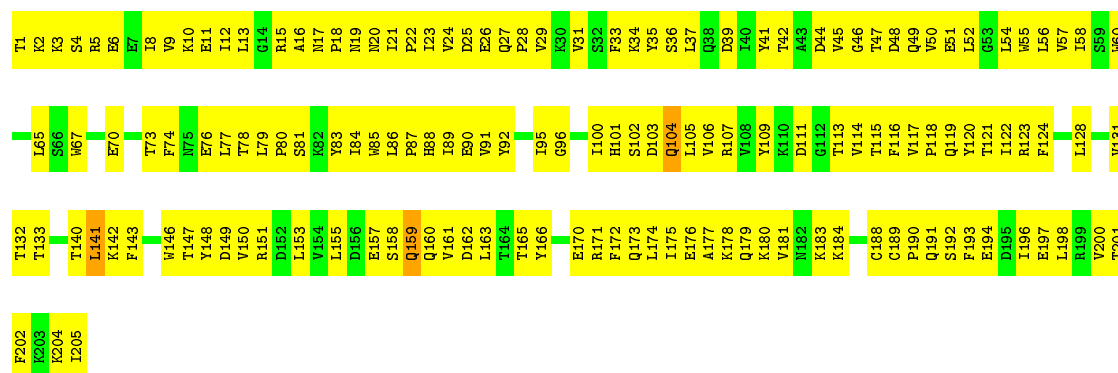 T1 K2 K3 S4 R5 E6 E7 I8 V9 K10 E11 I12 L13 G14 R15 A16 N17 P18 N19 N20 I21 P22 I23 V24 D25 E26 Q27 P28 V29 K30 V31 S32 F33 K34 Y35 S36 L37 Q38 D39 I40 Y41 T42 A43 D44 V45 G46 T47 D48 Q49 V50 E51 L52 G53 L54 W55 L56 V57 I58 S59 W60
L65 S66 W67 E70 T73 F74 N75 E76 L77 T78 L79 P80 S81 K82 Y83 I84 W85 L86 P87 H88 I89 E90 V91 Y92 I95 G96 I100 H101 S102 D103 Q104 L105 V106 R107 V108 Y109 K110 D111 G112 T113 V114 T115 F116 V117 P118 Q119 Y120 T121 I122 R123 F124 L128 V131
T132 T133 T140 L141 K142 F143 W146 T147 Y148 D149 V150 R151 D152 L153 V154 L155 D156 E157 S158 Q159 Q160 V161 D162 L163 T164 T165 Y166 E170 R171 F172 Q173 L174 I175 E176 A177 K178 Q179 K180 V181 N182 K183 K184 C188 C189 P190 Q191 S192 F193 E194 D195 I196 E197 L198 R199 V200 T201
F202 K203 K204 I205